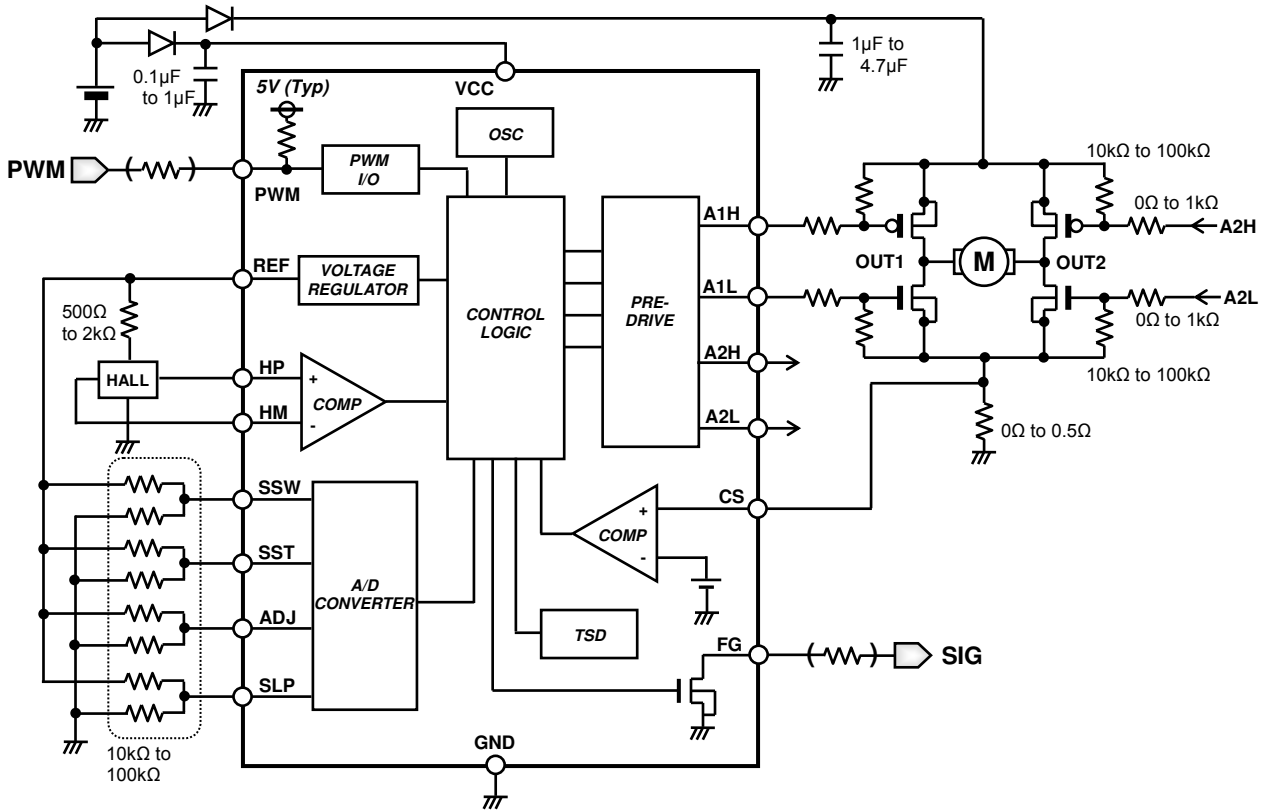 1µF to
4.7µF
0.1µF
to 1µF
5V (Typ)
VCC
OSC
PWM
PWM
I/O
PWM
10kΩ to 100kΩ
A1H
0Ω to 1kΩ
A2H
REF
VOLTAGE
REGULATOR
OUT1
M
OUT2
500Ω
to 2kΩ
CONTROL
LOGIC
PRE-
DRIVE
A1L
A2L
0Ω to 1kΩ
HALL
HP
+
COMP
-
HM
A2H
10kΩ to 100kΩ
A2L
0Ω to 0.5Ω
SSW
SST
ADJ
SLP
A/D
CONVERTER
CS
+
COMP
-
TSD
FG
SIG
10kΩ to
100kΩ
GND